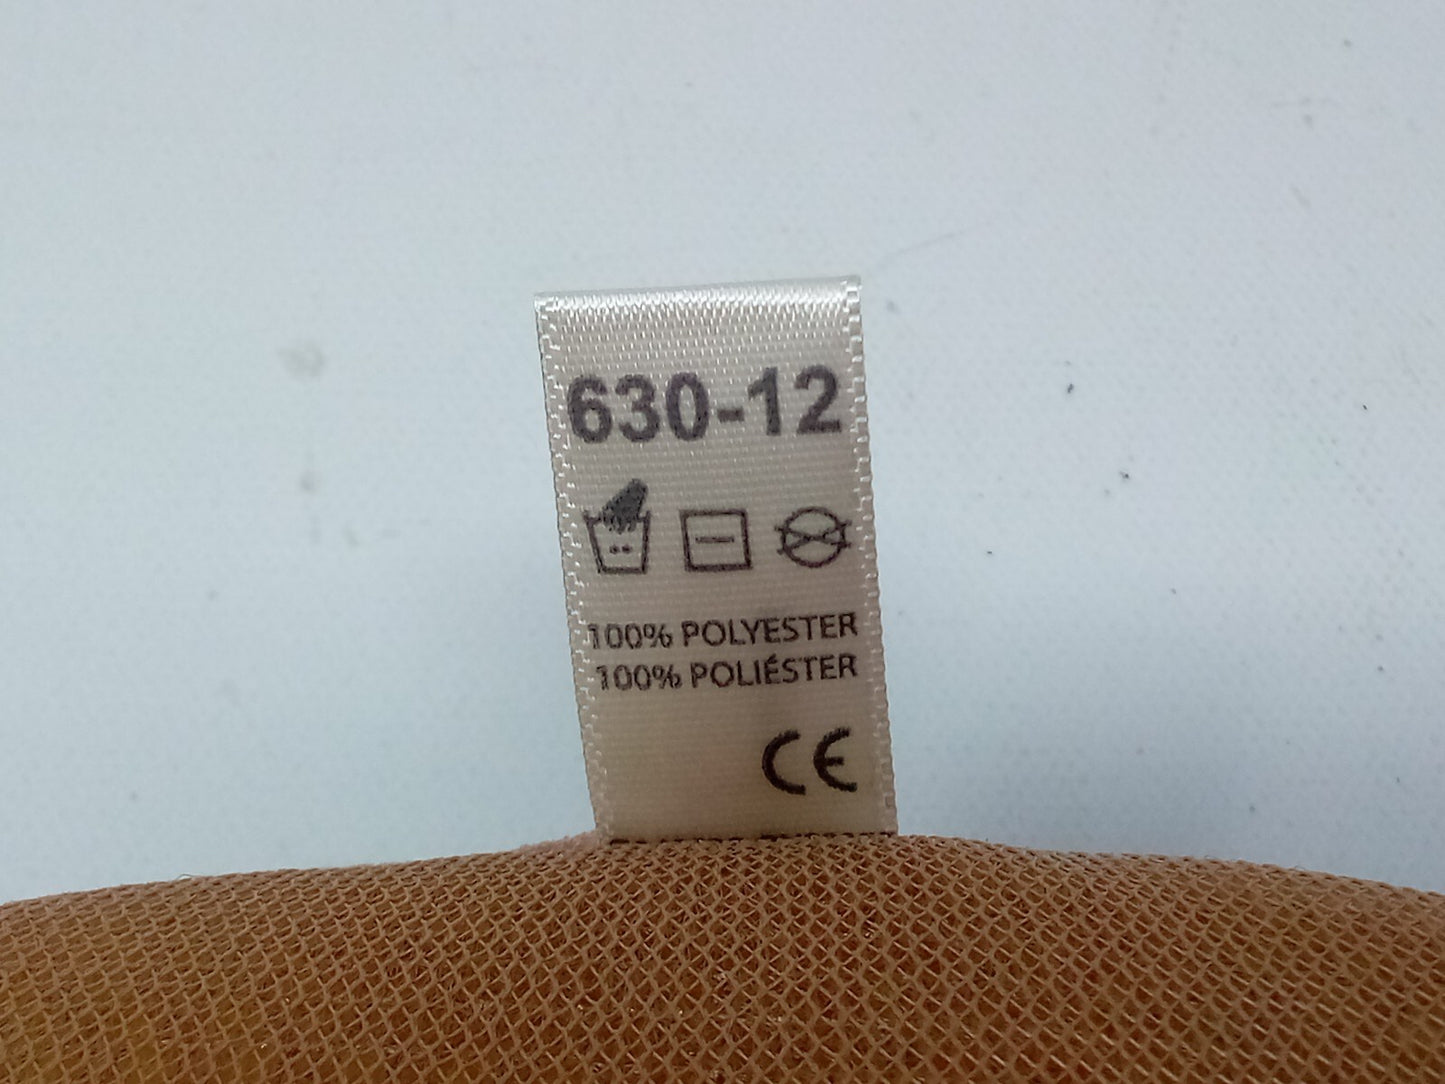 630-12
100% POLYESTER
100% POLIÉSTER
CE